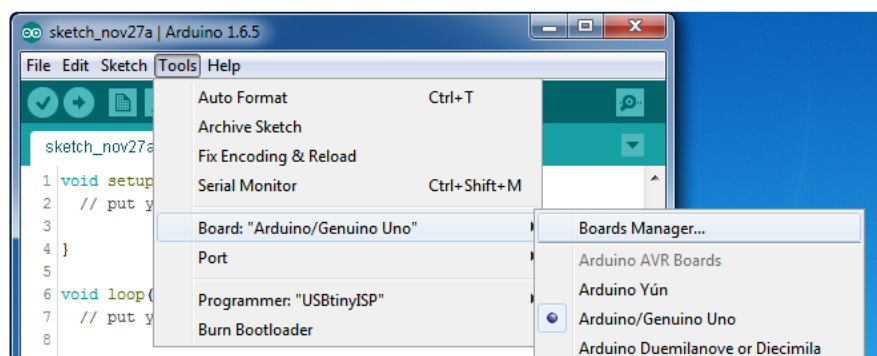 sketch_nov27a | Arduino 1.6.5
File Edit Sketch Tools Help
Auto Format Ctrl+T
Archive Sketch
sketch_nov27a
Fix Encoding & Reload
1 void setup
Serial Monitor Ctrl+Shift+M
2 // put y
3
Board: "Arduino/Genuino Uno"
Boards Manager...
4 }
Port
Arduino AVR Boards
5
Arduino Yún
6 void loop(
Programmer: "USBtinyISP"
Arduino/Genuino Uno
7 // put y
Burn Bootloader
8
Arduino Duemilanove or Diecimila